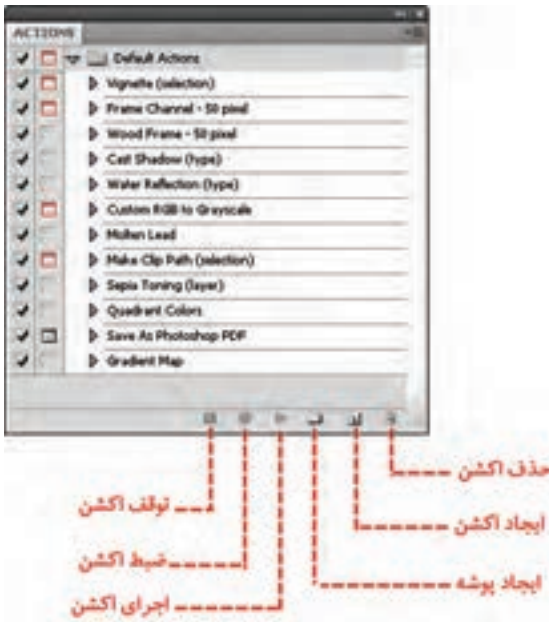 ACTIONS
Default Actions
Vignette (selection)
Frame Channel - 50 pixel
Wood Frame - 50 pixel
Cast Shadow (type)
Water Reflection (type)
Custom RGB to Grayscale
Molten Lead
Make Clip Path (selection)
Sepia Toning (layer)
Quadrant Colors
Save As Photoshop PDF
Gradient Map
حذف اکشن
توقف اکشن
ایجاد اکشن
ضبط اکشن
ایجاد پوشه
اجرای اکشن